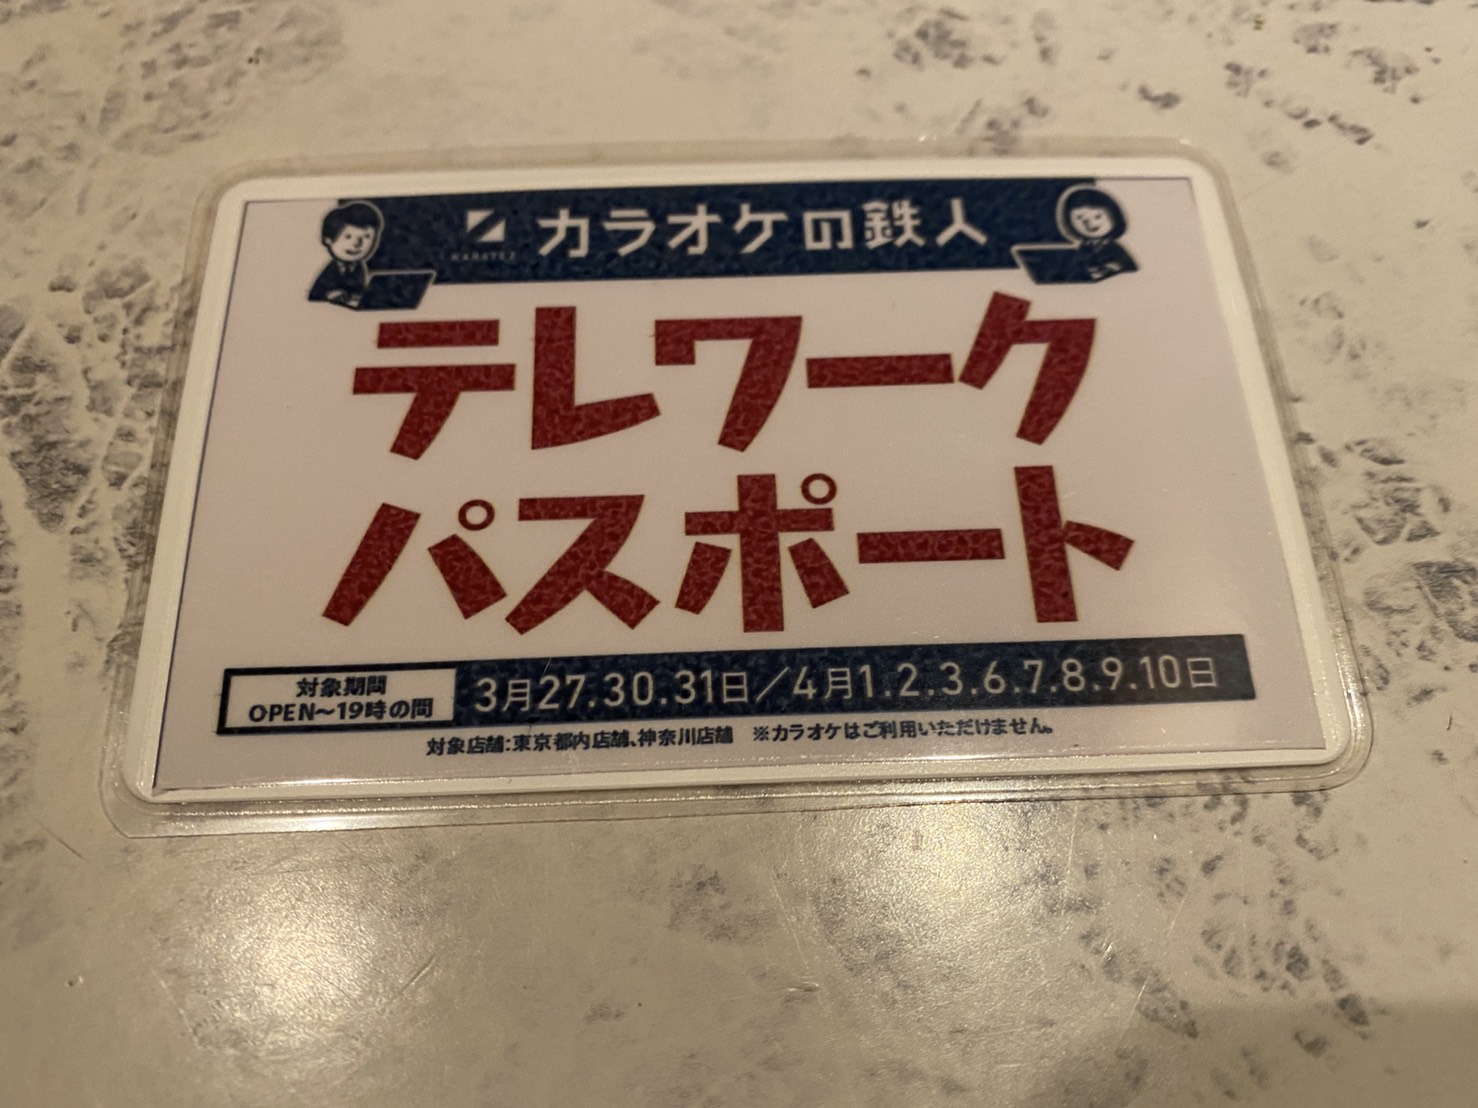 カラオケの鉄人
KARATEZ
テレワーク
パスポート
対象期間
OPEN～19時の間
3月27.30.31日／4月1.2.3.6.7.8.9.10日
対象店舗:東京都内店舗、神奈川店舗　※カラオケはご利用いただけません。